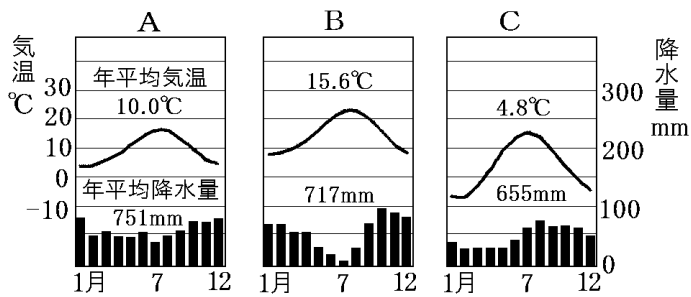 A
B
C
気温
℃
30
20
10
0
-10
年平均気温
10.0℃
15.6℃
4.8℃
年平均降水量
751mm
717mm
655mm
降水量
mm
300
200
100
0
1月 7 12
1月 7 12
1月 7 12